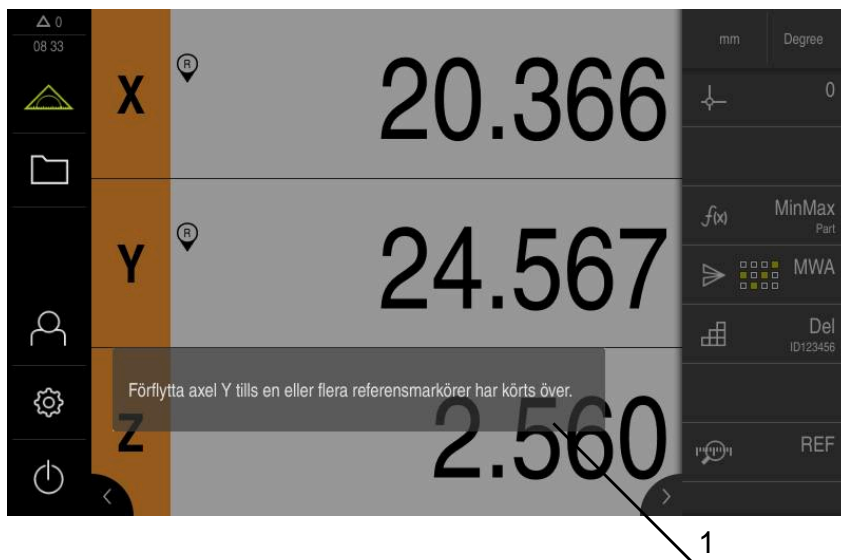 0
08 33
X
R
20.366
Y
R
24.567
Z
2.560
Förflytta axel Y tills en eller flera referensmarkörer har körts över.
mm Degree
0
f(x) MinMax
Part
MWA
Del
ID123456
REF
1